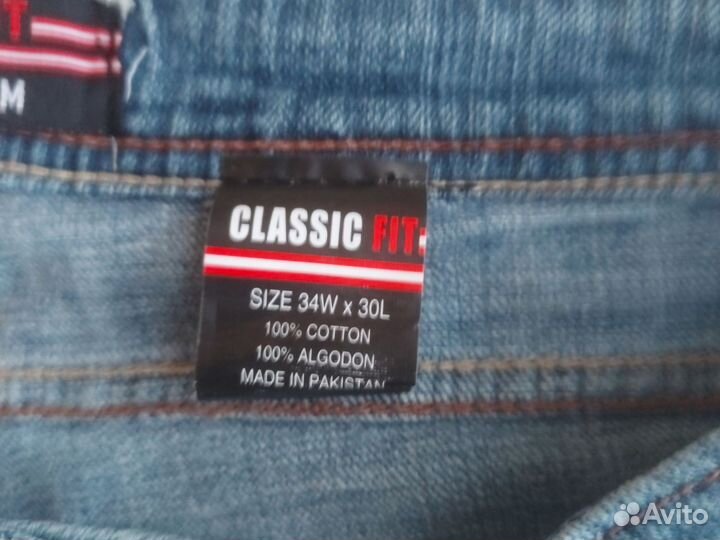 T
M
CLASSIC FIT
SIZE 34W x 30L
100% COTTON
100% ALGODON
MADE IN PAKISTAN
Avito